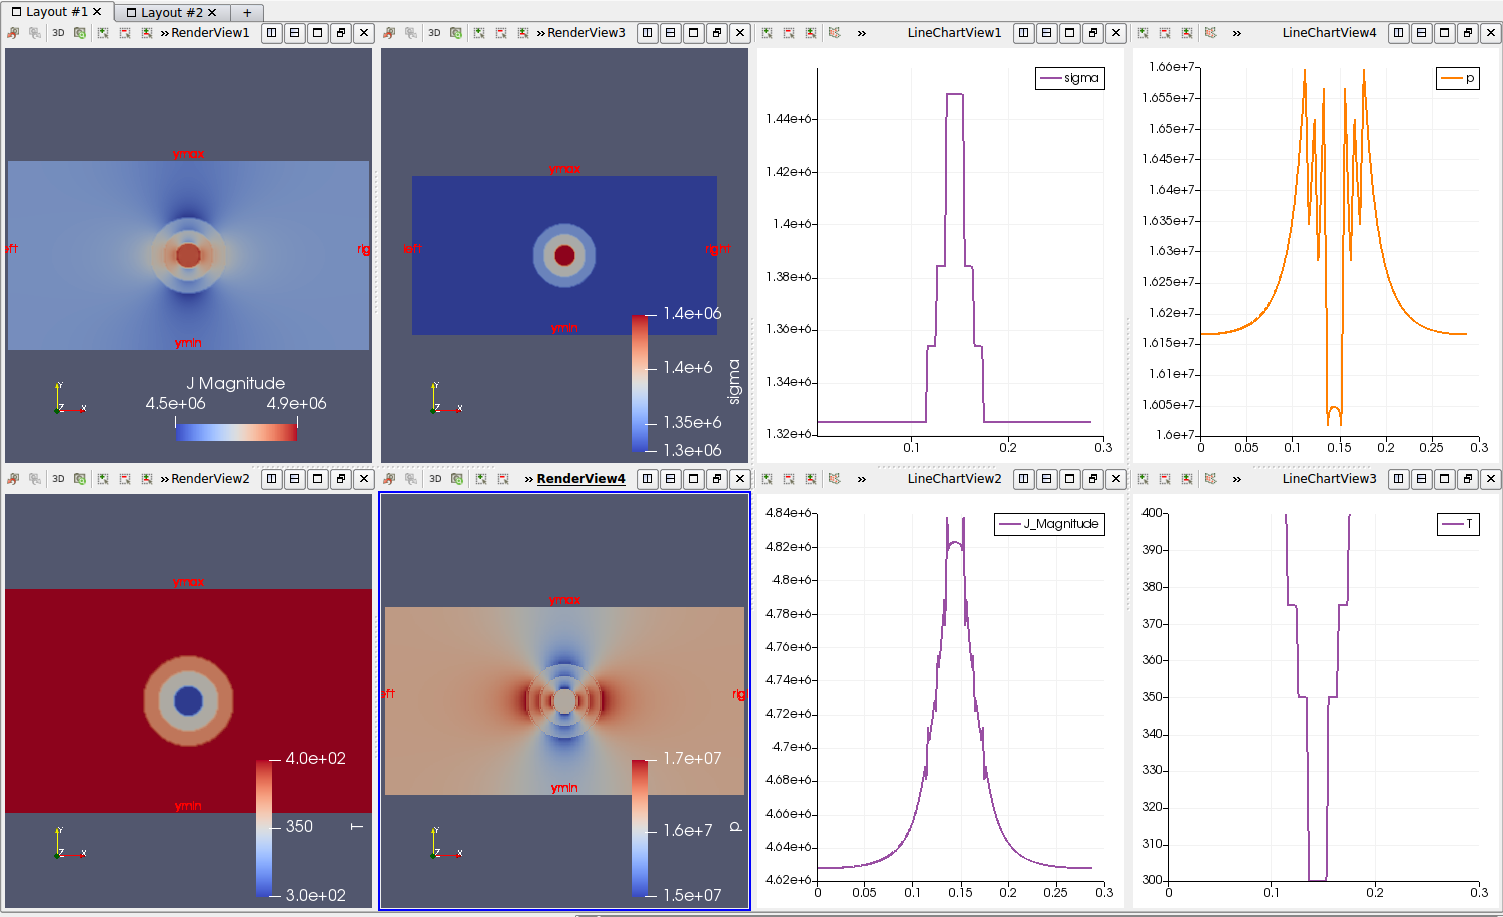 Layout #1
Layout #2
+
3D
» RenderView1
3D
» RenderView3
»
LineChartView1
»
LineChartView4
ymax
eft
rig
ymin
J Magnitude
4.5e+06
4.9e+06
Y
Z
X
ymax
left
right
ymin
1.4e+06
1.4e+6
1.35e+6
1.3e+06
sigma
Y
Z
X
sigma
1.44e+6
1.42e+6
1.4e+6
1.38e+6
1.36e+6
1.34e+6
1.32e+6
0.1
0.2
0.3
p
1.66e+7
1.655e+7
1.65e+7
1.645e+7
1.64e+7
1.635e+7
1.63e+7
1.625e+7
1.62e+7
1.615e+7
1.61e+7
1.605e+7
1.6e+7
0
0.05
0.1
0.15
0.2
0.25
0.3
3D
» RenderView2
3D
» RenderView4
»
LineChartView2
»
LineChartView3
ymax
ymin
4.0e+02
350
3.0e+02
T
Y
Z
X
ymax
eft
rig
ymin
1.7e+07
1.6e+7
1.5e+07
p
Y
Z
X
J_Magnitude
4.84e+6
4.82e+6
4.8e+6
4.78e+6
4.76e+6
4.74e+6
4.72e+6
4.7e+6
4.68e+6
4.66e+6
4.64e+6
4.62e+6
0
0.05
0.1
0.15
0.2
0.25
0.3
T
400
390
380
370
360
350
340
330
320
310
300
0
0.1
0.2
0.3